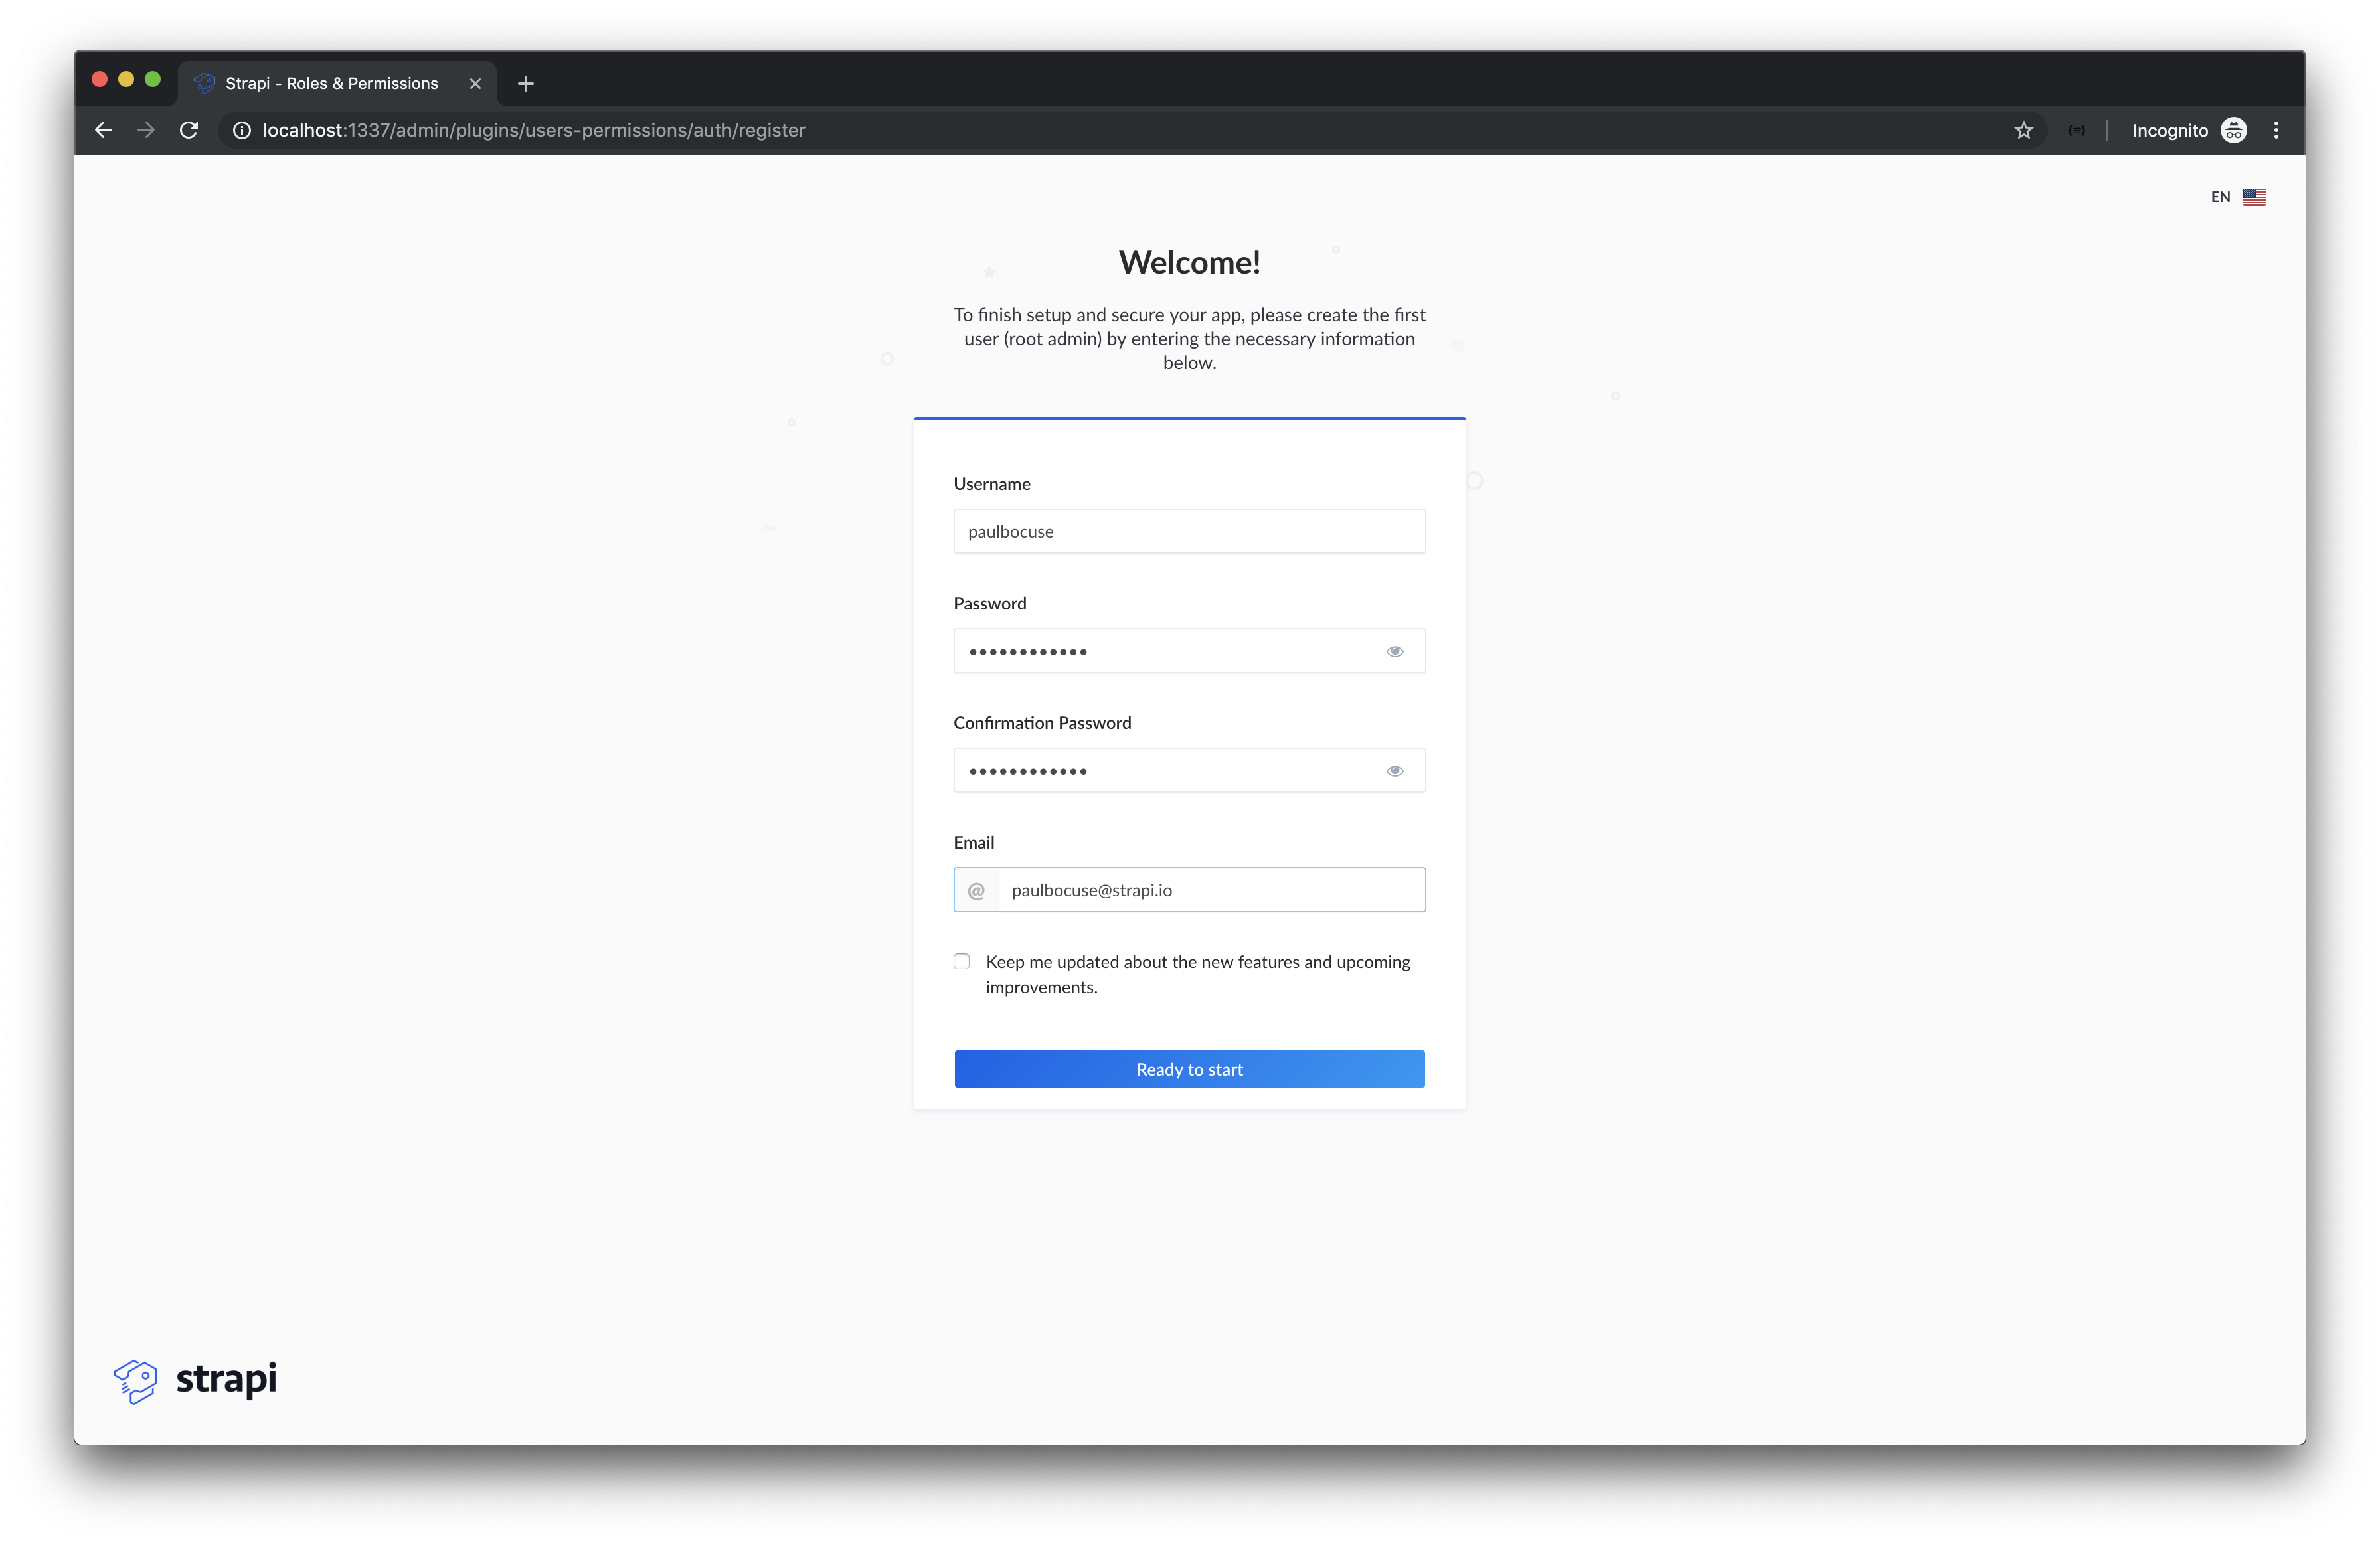 Strapi - Roles & Permissions
localhost:1337/admin/plugins/users-permissions/auth/register
Incognito
EN
Welcome!
To finish setup and secure your app, please create the first
user (root admin) by entering the necessary information
below.
Username
paulbocuse
Password
••••••••••••
Confirmation Password
••••••••••••
Email
@ paulbocuse@strapi.io
Keep me updated about the new features and upcoming
improvements.
Ready to start
strapi